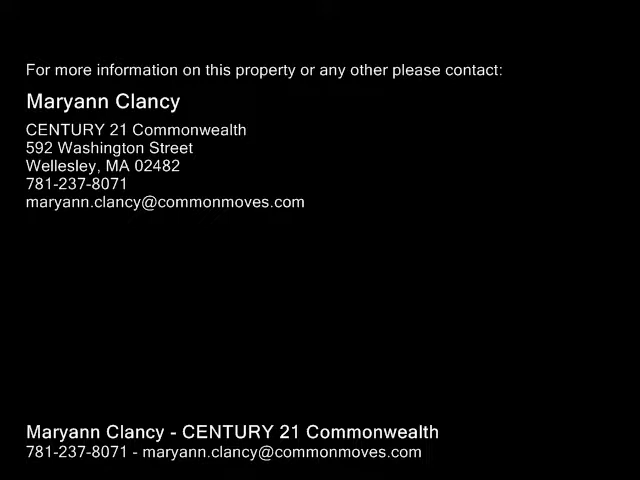 For more information on this property or any other please contact:
Maryann Clancy
CENTURY 21 Commonwealth
592 Washington Street
Wellesley, MA 02482
781-237-8071
maryann.clancy@commonmoves.com
Maryann Clancy - CENTURY 21 Commonwealth
781-237-8071 - maryann.clancy@commonmoves.com